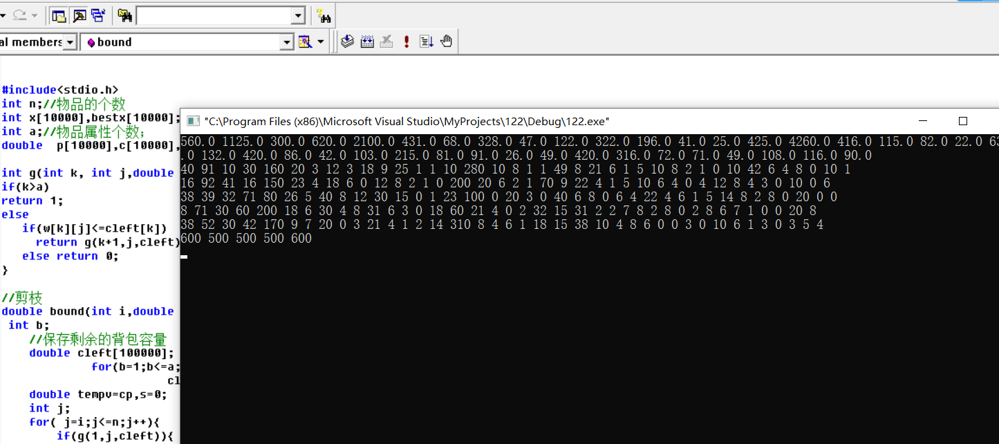 al members
bound
#include<stdio.h>
int n;//物品的个数
int x[10000],bestx[10000];
int a;//物品属性个数;
double  p[10000],c[10000],
int g(int k, int j,double
if(k>a)
return 1;
else
if(w[k][j]<=cleft[k])
return g(k+1,j,cleft)
else return 0;
}
//剪枝
double bound(int i,double
int b;
//保存剩余的背包容量
double cleft[100000];
for(b=1;b<=a;
cl
double tempv=cp,s=0;
int j;
for( j=i;j<=n;j++){
if(g(1,j,cleft)){
"C:\Program Files (x86)\Microsoft Visual Studio\MyProjects\122\Debug\122.exe"
560.0 1125.0 300.0 620.0 2100.0 431.0 68.0 328.0 47.0 122.0 322.0 196.0 41.0 25.0 425.0 4260.0 416.0 115.0 82.0 22.0 63
.0 132.0 420.0 86.0 42.0 103.0 215.0 81.0 91.0 26.0 49.0 420.0 316.0 72.0 71.0 49.0 108.0 116.0 90.0
40 91 10 30 160 20 3 12 3 18 9 25 1 1 10 280 10 8 1 1 49 8 21 6 1 5 10 8 2 1 0 10 42 6 4 8 0 10 1
16 92 41 16 150 23 4 18 6 0 12 8 2 1 0 200 20 6 2 1 70 9 22 4 1 5 10 6 4 0 4 12 8 4 3 0 10 0 6
38 39 32 71 80 26 5 40 8 12 30 15 0 1 23 100 0 20 3 0 40 6 8 0 6 4 22 4 6 1 5 14 8 2 8 0 20 0 0
8 71 30 60 200 18 6 30 4 8 31 6 3 0 18 60 21 4 0 2 32 15 31 2 2 7 8 2 8 0 2 8 6 7 1 0 0 20 8
38 52 30 42 170 9 7 20 0 3 21 4 1 2 14 310 8 4 6 1 18 15 38 10 4 8 6 0 0 3 0 10 6 1 3 0 3 5 4
600 500 500 500 600